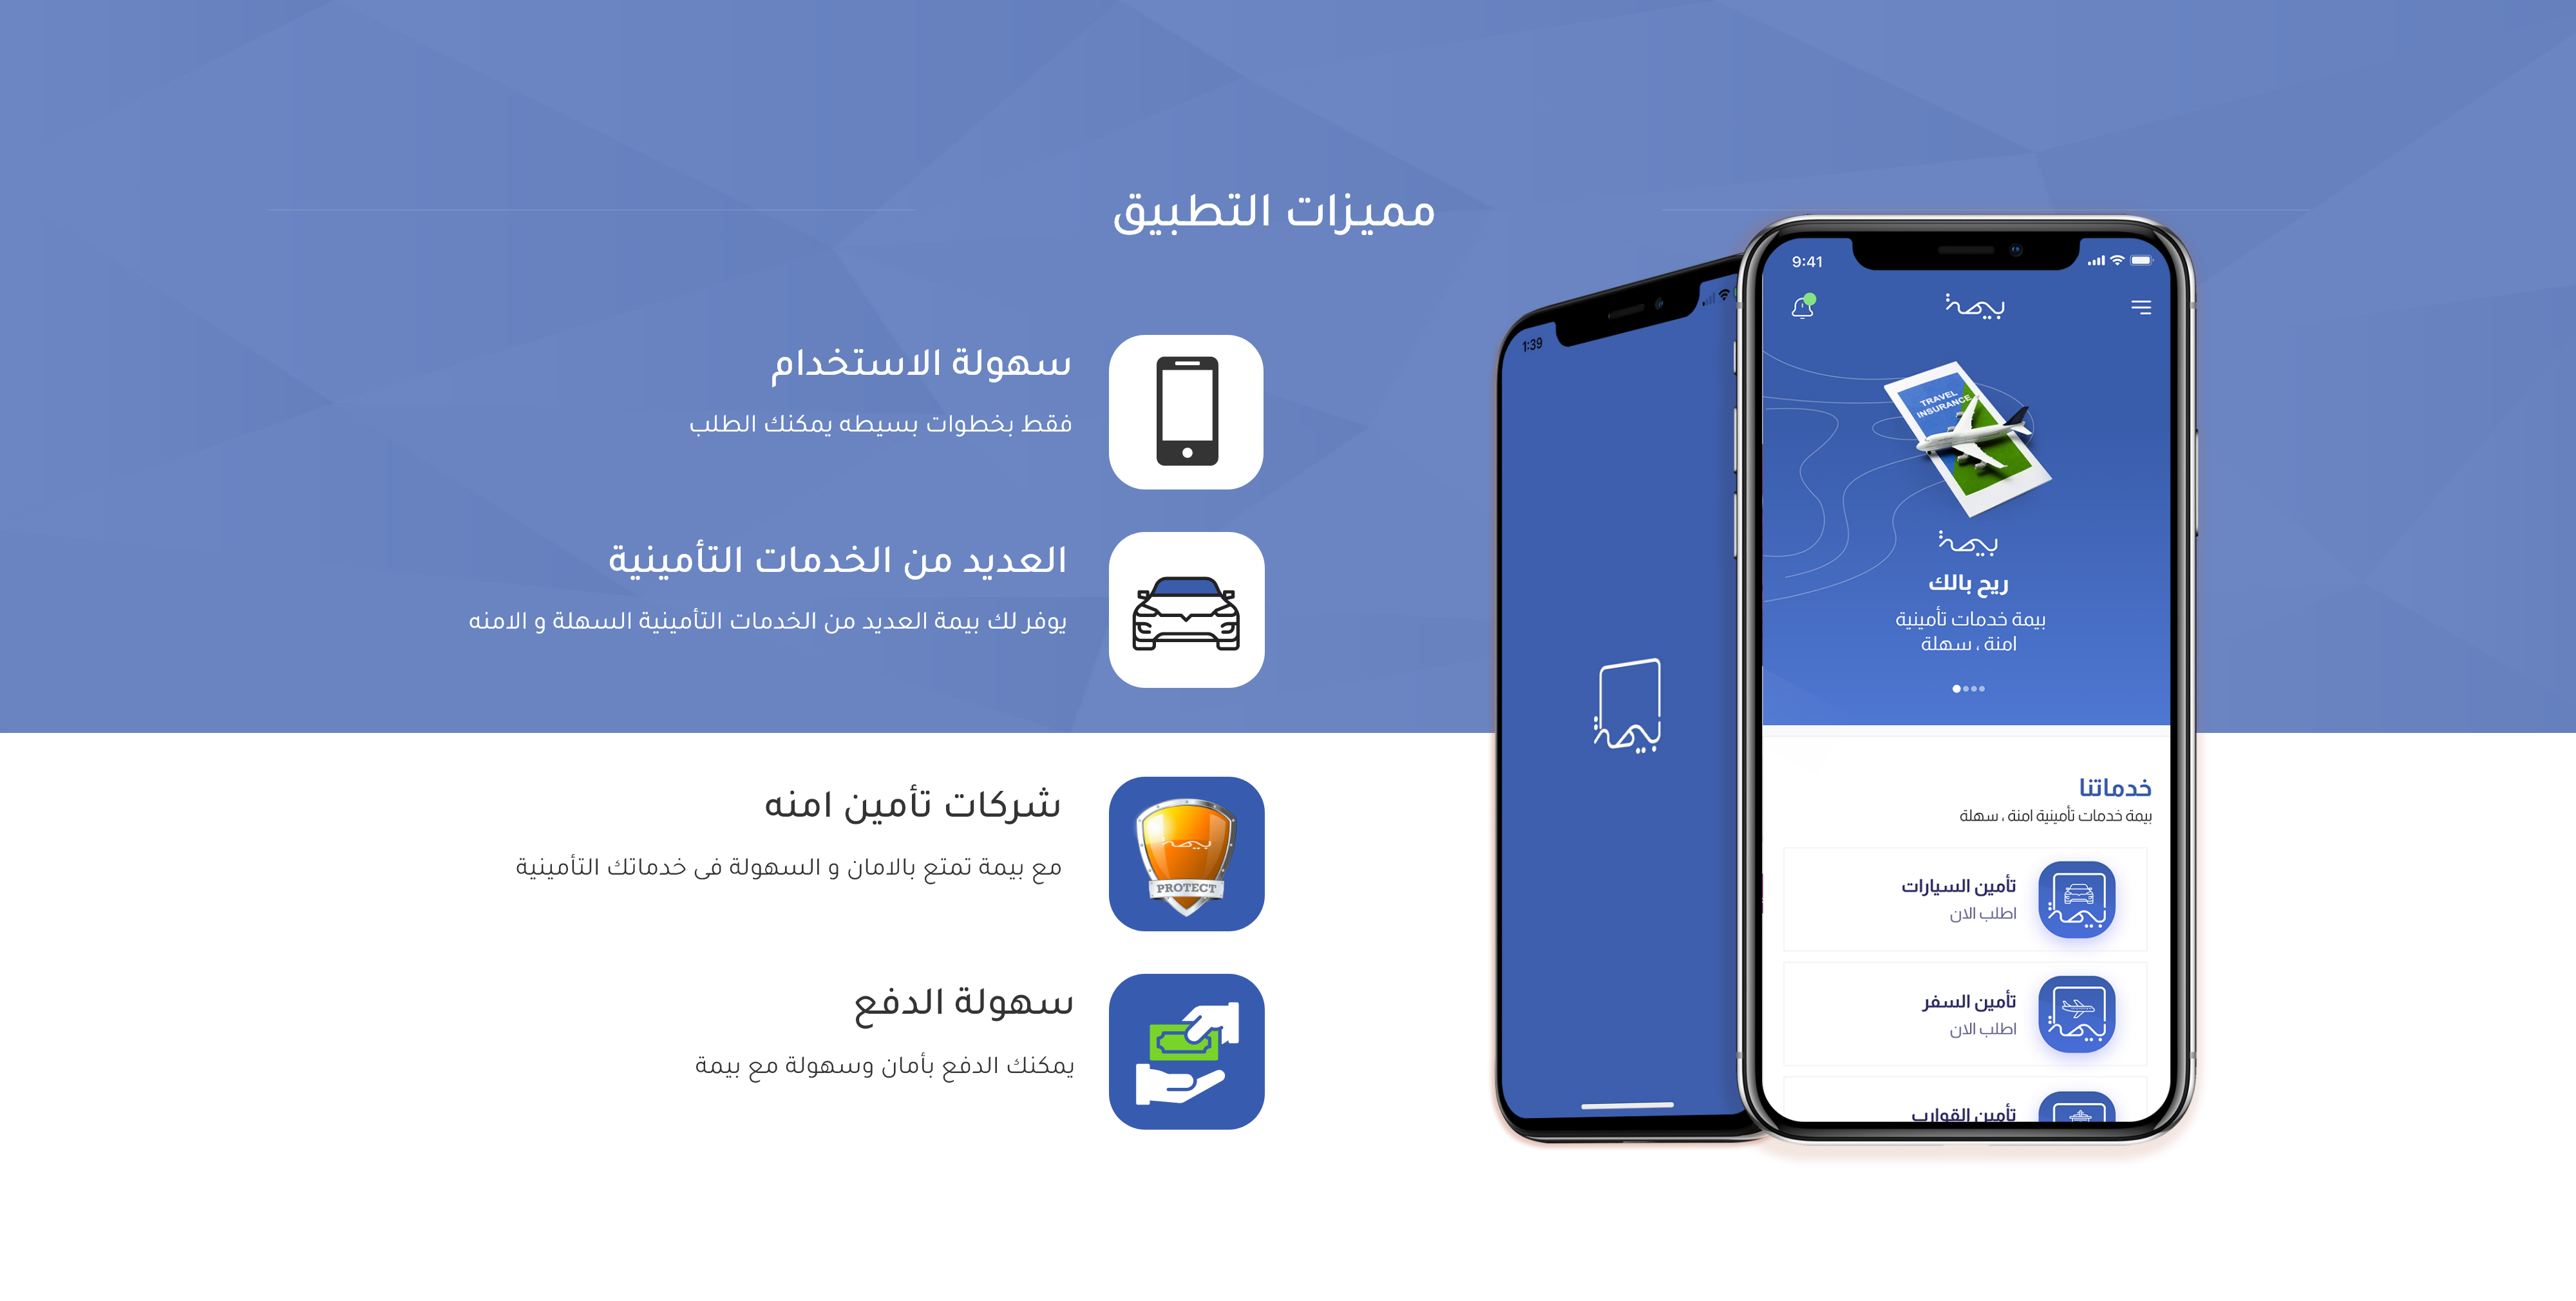 مميزات التطبيق
سهولة الاستخدام
فقط بخطوات بسيطه يمكنك الطلب
العديد من الخدمات التأمينية
يوفر لك بيمة العديد من الخدمات التأمينية السهلة و الامنه
شركات تأمين امنه
مع بيمة تمتع بالامان و السهولة فى خدماتك التأمينية
سهولة الدفع
يمكنك الدفع بأمان وسهولة مع بيمة
بيمة
PROTECT
1:39
بيمة
9:41
بيمة
TRAVEL
INSURANCE
بيمة
ريح بالك
بيمة خدمات تأمينية
امنة ، سهلة
خدماتنا
بيمة خدمات تأمينية امنة ، سهلة
تأمين السيارات
اطلب الان
بيمة
تأمين السفر
اطلب الان
بيمة
تأمين القوارب